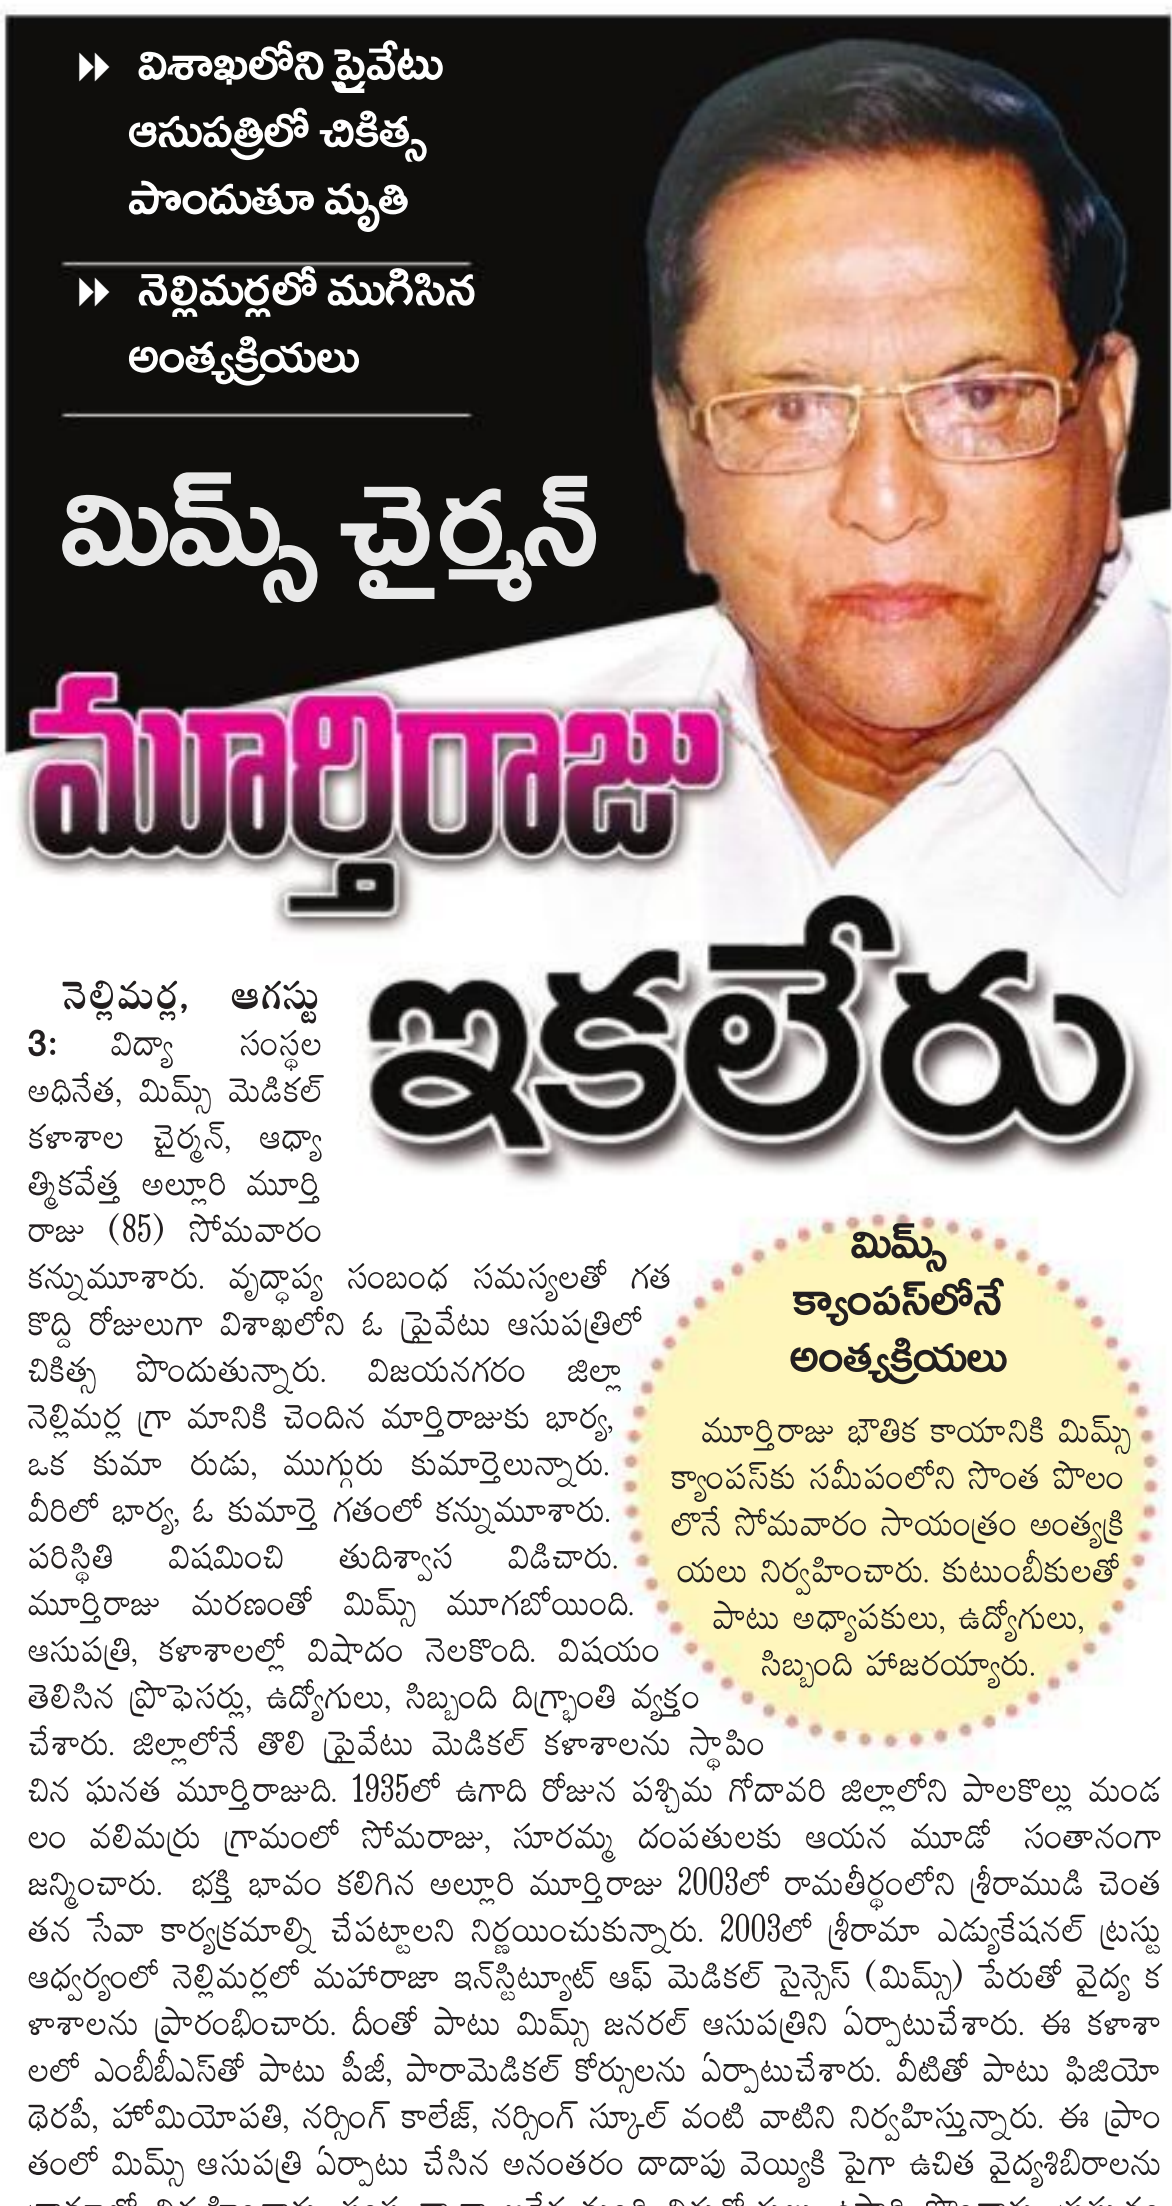 విశాఖలోని ప్రైవేటు
ఆసుపత్రిలో చికిత్స
పొందుతూ మృతి
నెల్లిమర్లలో ముగిసిన
అంత్యక్రియలు
మిమ్స్ చైర్మన్
మూర్తిరాజు
ఇకలేరు
నెల్లిమర్ల, ఆగస్టు
3: విద్యా సంస్థల
అధినేత, మిమ్స్ మెడికల్
కళాశాల చైర్మన్, ఆధ్యా
త్మికవేత్త అల్లూరి మూర్తి
రాజు (85) సోమవారం
కన్నుమూశారు. వృద్ధాప్య సంబంధ సమస్యలతో గత
కొద్ది రోజులుగా విశాఖలోని ఓ ప్రైవేటు ఆసుపత్రిలో
చికిత్స పొందుతున్నారు. విజయనగరం జిల్లా
నెల్లిమర్ల గ్రా మానికి చెందిన మార్తిరాజుకు భార్య,
ఒక కుమా రుడు, ముగ్గురు కుమార్తెలున్నారు.
వీరిలో భార్య, ఓ కుమార్తె గతంలో కన్నుమూశారు.
పరిస్థితి విషమించి తుదిశ్వాస విడిచారు.
మూర్తిరాజు మరణంతో మిమ్స్ మూగబోయింది.
ఆసుపత్రి, కళాశాలల్లో విషాదం నెలకొంది. విషయం
తెలిసిన ప్రొఫెసర్లు, ఉద్యోగులు, సిబ్బంది దిగ్భ్రాంతి వ్యక్తం
చేశారు. జిల్లాలోనే తొలి ప్రైవేటు మెడికల్ కళాశాలను స్థాపిం
చిన ఘనత మూర్తిరాజుది. 1935లో ఉగాది రోజున పశ్చిమ గోదావరి జిల్లాలోని పాలకొల్లు మండ
లం వలిమర్రు గ్రామంలో సోమరాజు, సూరమ్మ దంపతులకు ఆయన మూడో సంతానంగా
జన్మించారు. భక్తి భావం కలిగిన అల్లూరి మూర్తిరాజు 2003లో రామతీర్థంలోని శ్రీరాముడి చెంత
తన సేవా కార్యక్రమాల్ని చేపట్టాలని నిర్ణయించుకున్నారు. 2003లో శ్రీరామా ఎడ్యుకేషనల్ ట్రస్టు
ఆధ్వర్యంలో నెల్లిమర్లలో మహారాజా ఇన్‌స్టిట్యూట్ ఆఫ్ మెడికల్ సైన్సెస్ (మిమ్స్) పేరుతో వైద్య క
ళాశాలను ప్రారంభించారు. దీంతో పాటు మిమ్స్ జనరల్ ఆసుపత్రిని ఏర్పాటుచేశారు. ఈ కళాశా
లలో ఎంబీబీఎస్‌తో పాటు పీజీ, పారామెడికల్ కోర్సులను ఏర్పాటుచేశారు. వీటితో పాటు ఫిజియో
థెరపీ, హోమియోపతి, నర్సింగ్ కాలేజ్, నర్సింగ్ స్కూల్ వంటి వాటిని నిర్వహిస్తున్నారు. ఈ ప్రాం
తంలో మిమ్స్ ఆసుపత్రి ఏర్పాటు చేసిన అనంతరం దాదాపు వెయ్యికి పైగా ఉచిత వైద్యశిబిరాలను
మిమ్స్
క్యాంపస్‌లోనే
అంత్యక్రియలు
మూర్తిరాజు భౌతిక కాయానికి మిమ్స్
క్యాంపస్‌కు సమీపంలోని సొంత పొలం
లొనే సోమవారం సాయంత్రం అంత్యక్రి
యలు నిర్వహించారు. కుటుంబీకులతో
పాటు అధ్యాపకులు, ఉద్యోగులు,
సిబ్బంది హాజరయ్యారు.